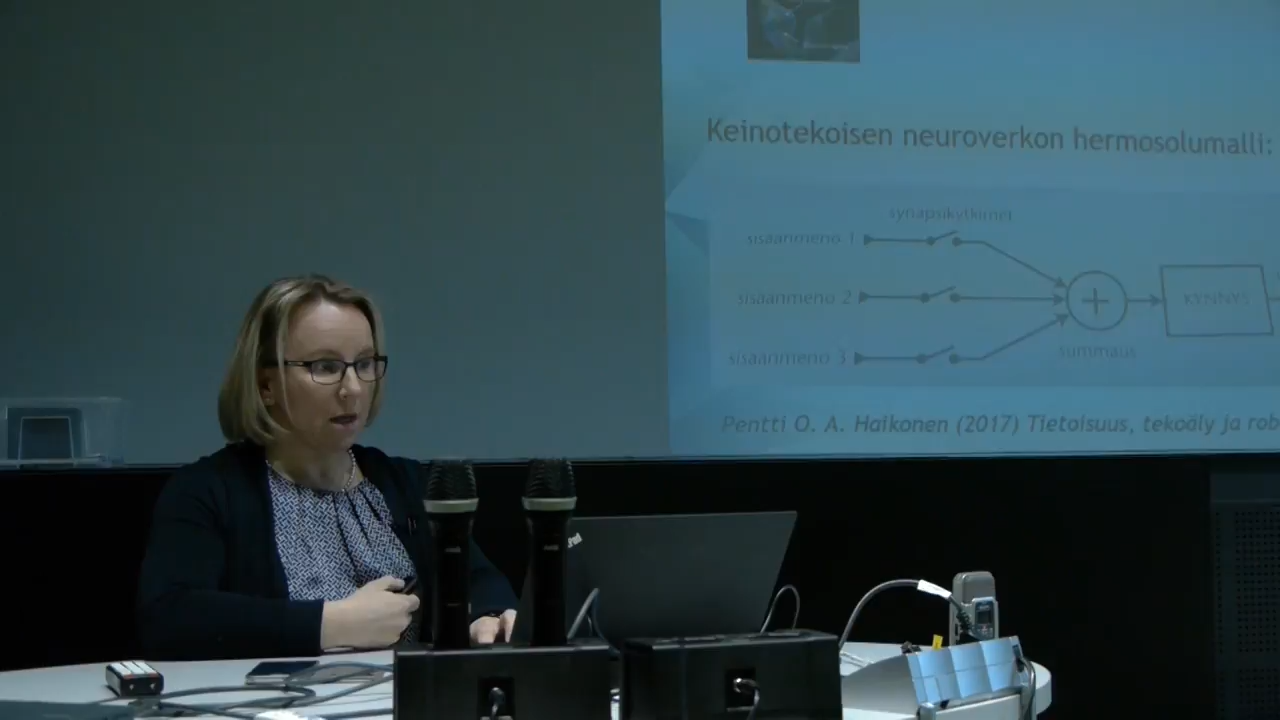 Keinotekoisen neuroverkon hermosolumalli:
synapsikytkimet
sisäänmeno 1
sisäänmeno 2
KYNNYS
sisäänmeno 3
summaus
Pentti O. A. Haikonen (2017) Tietoisuus, tekoäly ja rob